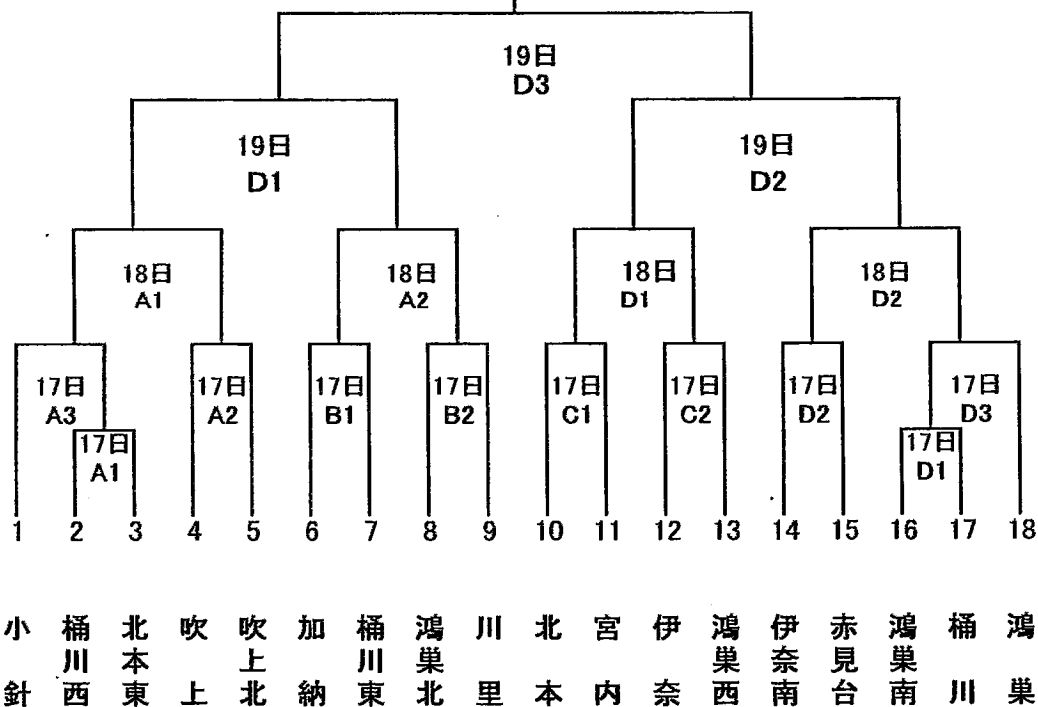 19日
D3
19日
D1
19日
D2
18日
A1
18日
A2
18日
D1
18日
D2
17日
A3
17日
A2
17日
B1
17日
B2
17日
C1
17日
C2
17日
D2
17日
D3
17日
A1
17日
D1
1 2 3 4 5 6 7 8 9 10 11 12 13 14 15 16 17 18
小針
桶川西
北本東
吹上
吹上北
加納
桶川東
鴻巣北
川里
北本
宮内
伊奈
鴻巣西
伊奈南
赤見台
鴻巣南
桶川
鴻巣